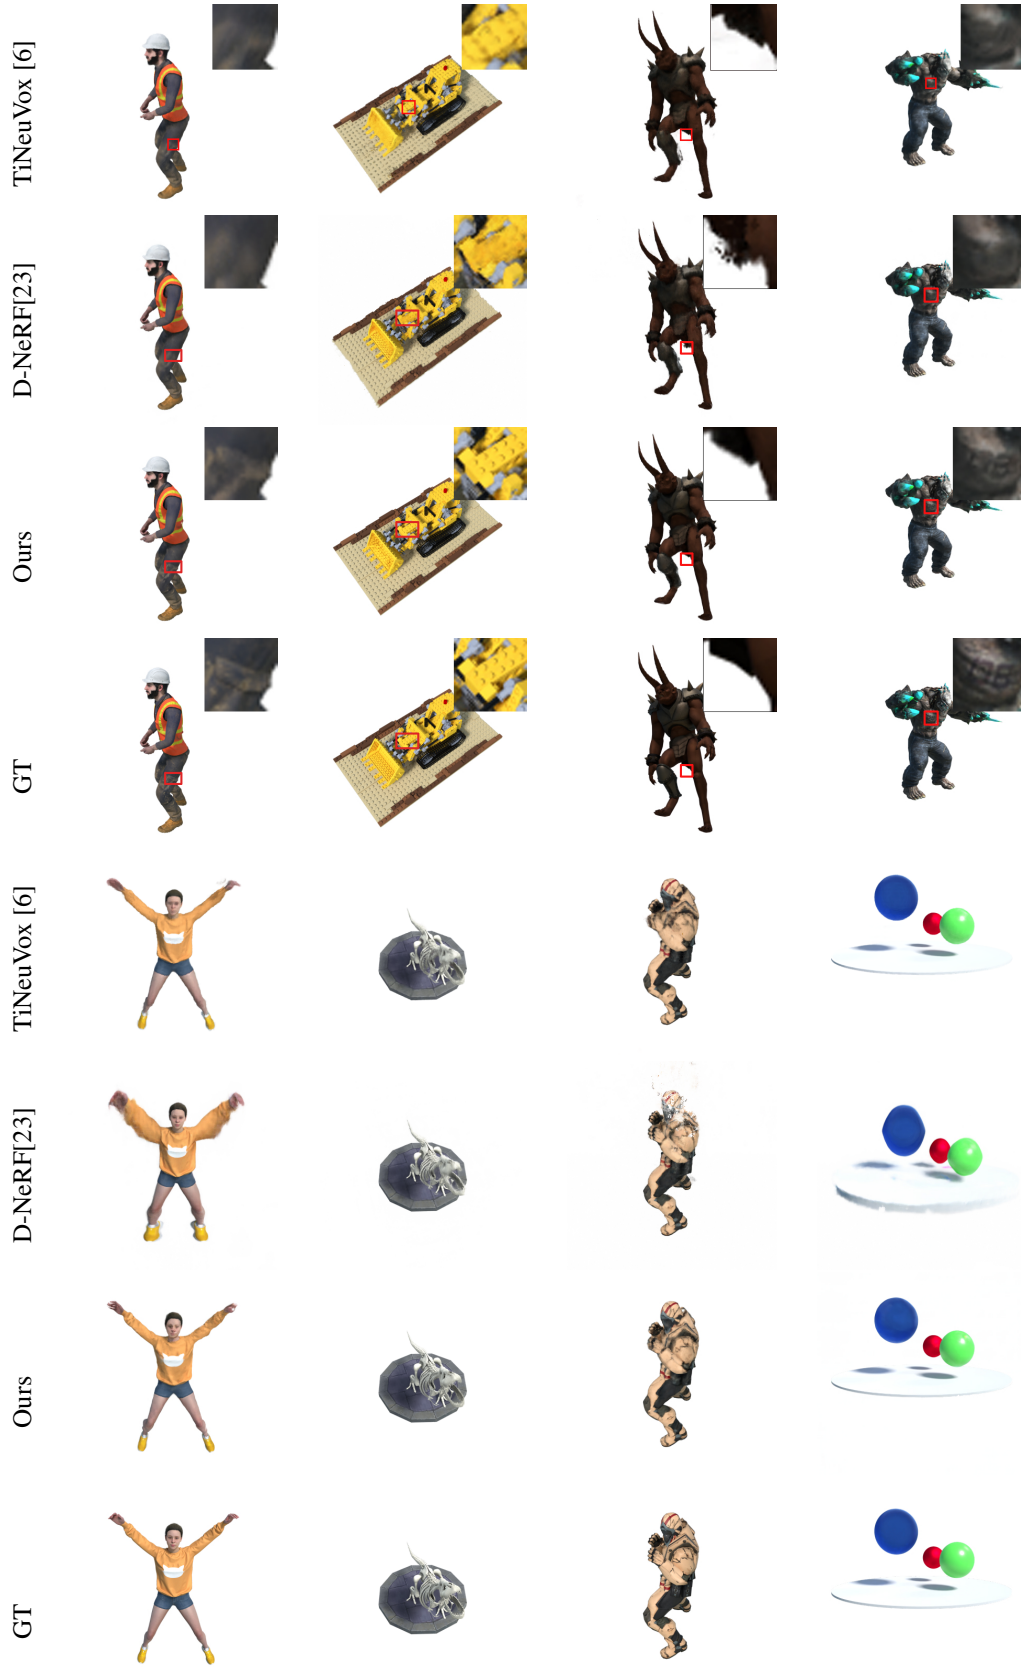 TiNeuVox [6]
D-NeRF[23]
Ours
GT
TiNeuVox [6]
D-NeRF[23]
Ours
GT